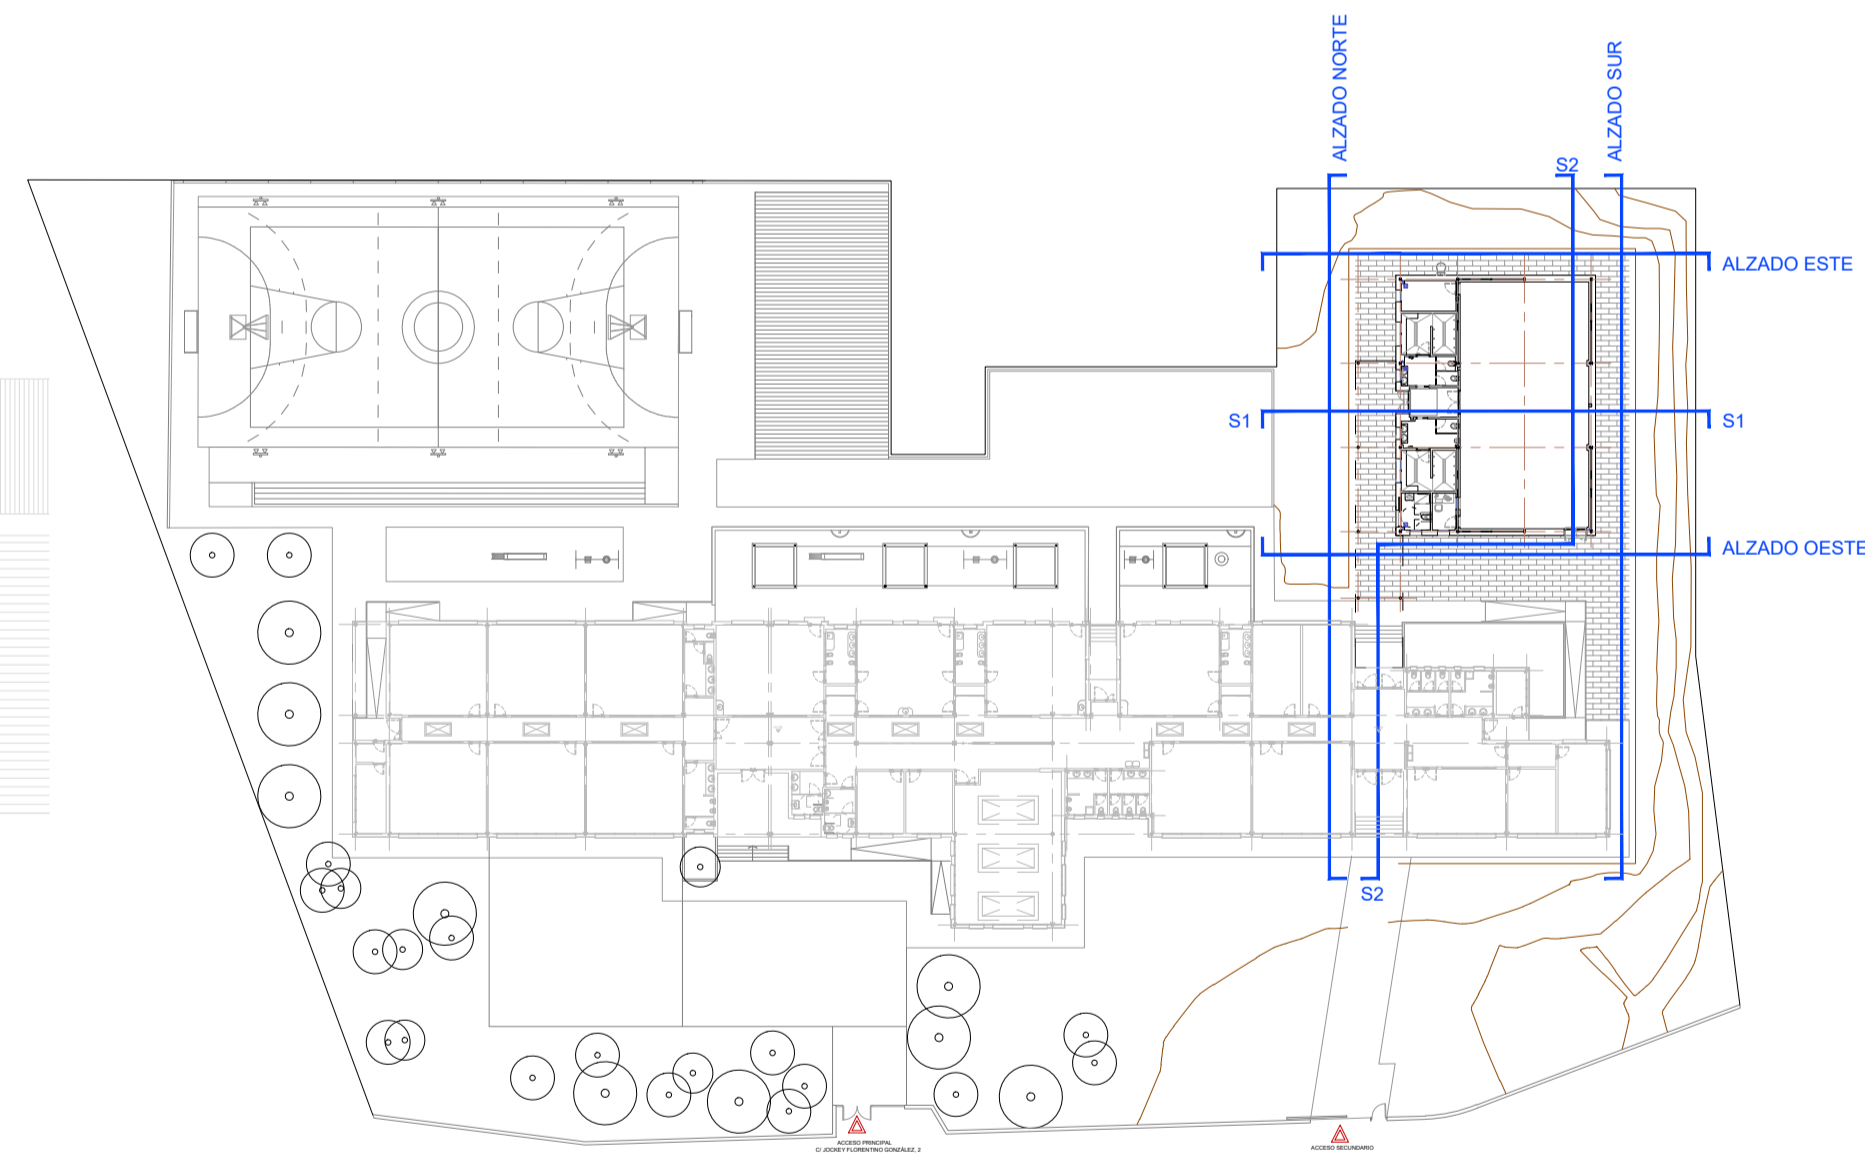 ALZADO NORTE
ALZADO SUR
S2
ALZADO ESTE
S1
S1
ALZADO OESTE
S2
ACCESO PRINCIPAL
C/ JOCKEY FLORENTINO GONZÁLEZ, 2
ACCESO SECUNDARIO